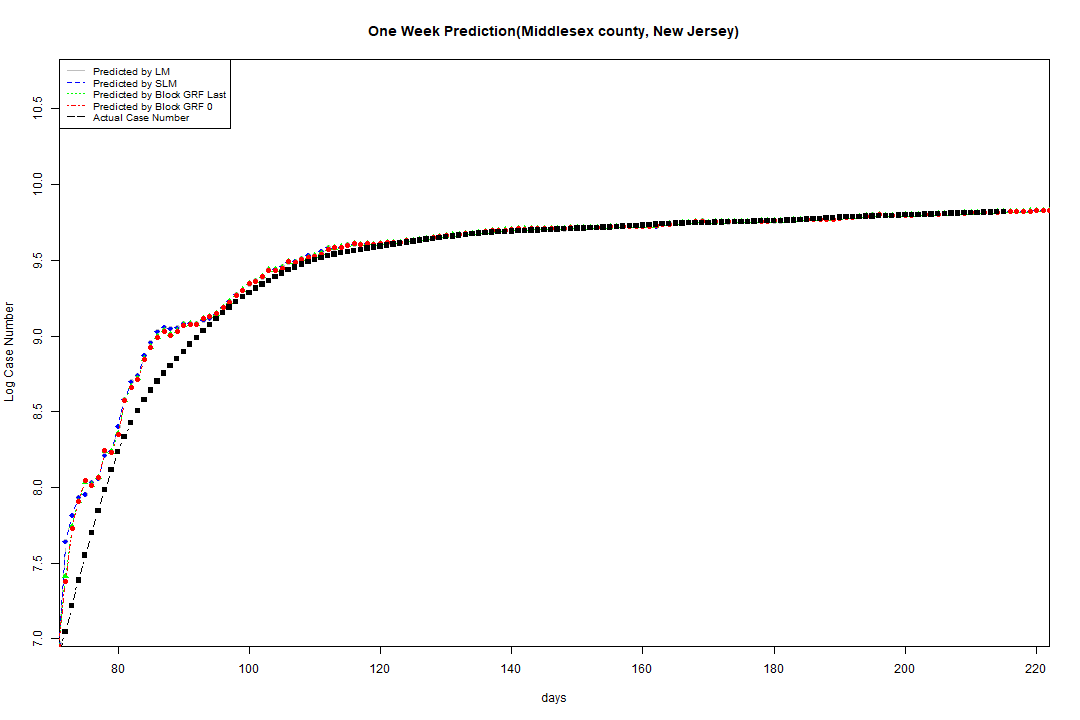 One Week Prediction(Middlesex county, New Jersey)
Predicted by LM
Predicted by SLM
Predicted by Block GRF Last
Predicted by Block GRF 0
Actual Case Number
10.5
10.0
9.5
9.0
8.5
8.0
7.5
7.0
Log Case Number
80 100 120 140 160 180 200 220
days